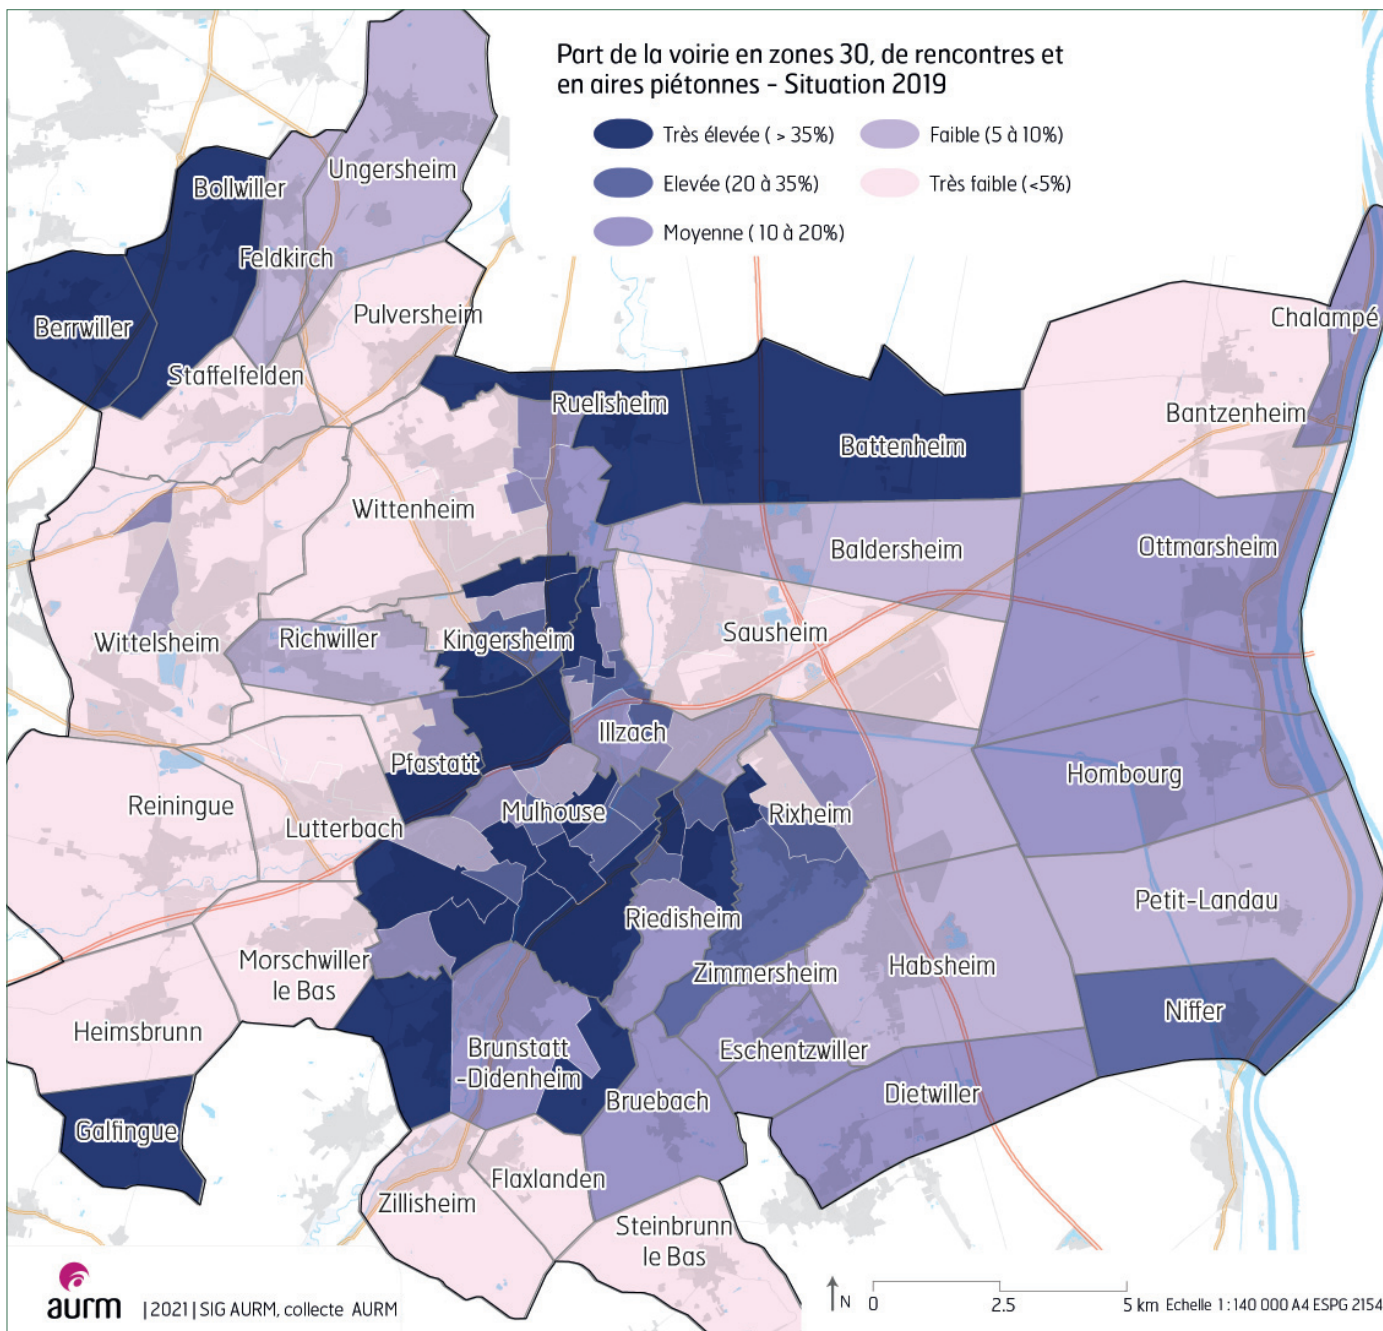 Part de la voirie en zones 30, de rencontres et
en aires piétonnes - Situation 2019
Très élevée ( > 35%)
Faible (5 à 10%)
Elevée (20 à 35%)
Très faible (<5%)
Moyenne ( 10 à 20%)
Ungersheim
Bollwiller
Feldkirch
Berrwiller
Pulversheim
Chalampé
Staffelfelden
Ruelisheim
Bantzenheim
Battenheim
Wittenheim
Baldersheim
Ottmarsheim
Wittelsheim
Richwiller
Kingersheim
Sausheim
Illzach
Pfastatt
Hombourg
Reiningue
Lutterbach
Mulhouse
Rixheim
Petit-Landau
Riedisheim
Morschwiller
le Bas
Zimmersheim
Habsheim
Niffer
Heimsbrunn
Brunstatt
-Didenheim
Eschentzwiller
Dietwiller
Bruebach
Galfingue
Flaxlanden
Zillisheim
Steinbrunn
le Bas
aurm
| 2021 | SIG AURM, collecte AURM
N
0
2.5
5 km
Echelle 1 : 140 000 A4 ESPG 2154